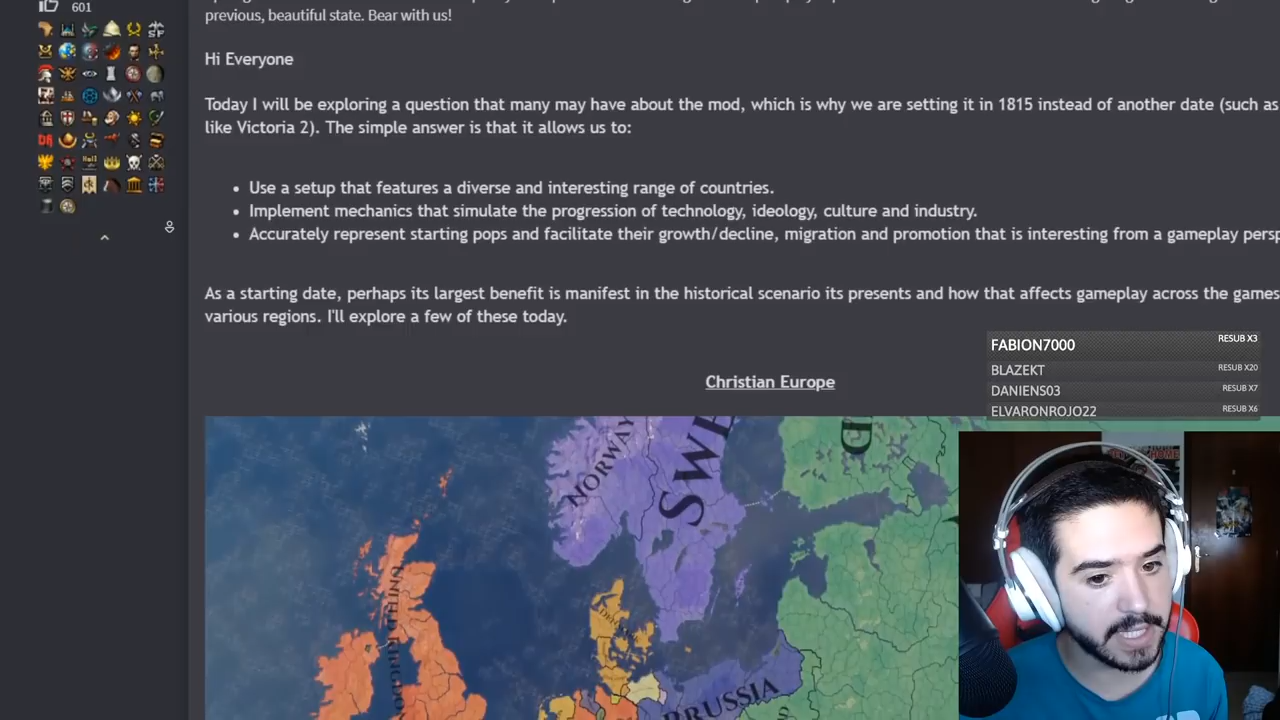 601
previous, beautiful state. Bear with us!
Hi Everyone
Today I will be exploring a question that many may have about the mod, which is why we are setting it in 1815 instead of another date (such as
like Victoria 2). The simple answer is that it allows us to:
• Use a setup that features a diverse and interesting range of countries.
• Implement mechanics that simulate the progression of technology, ideology, culture and industry.
• Accurately represent starting pops and facilitate their growth/decline, migration and promotion that is interesting from a gameplay persp
As a starting date, perhaps its largest benefit is manifest in the historical scenario its presents and how that affects gameplay across the games
various regions. I'll explore a few of these today.
FABION7000 RESUB X3
BLAZEKT RESUB X20
DANIENS03 RESUB X7
ELVARONROJO22 RESUB X6
Christian Europe
NORWAY
SWE
UNITED KINGDOM
PRUSSIA